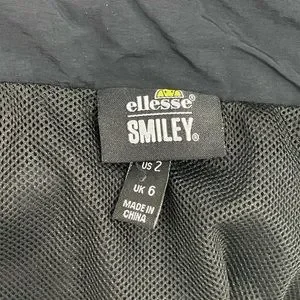 ellesse
SMILEY®
US 2
UK 6
MADE IN
CHINA